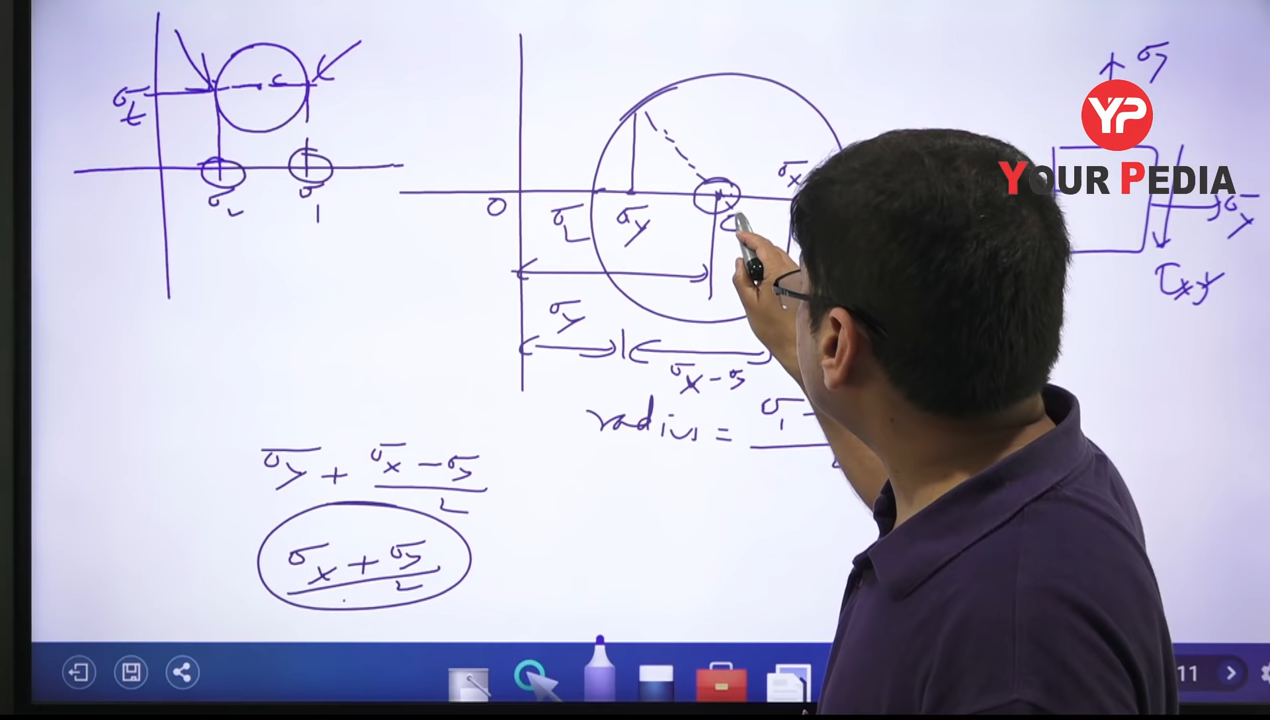 σt
σ2
σ1
C
O
σ2
σy
σx
C
σy
YP
YOUR PEDIA
σx
τxy
σy
σx - σy
radius = σ1 -
σy + σx - σy
2
σx + σy
2
11